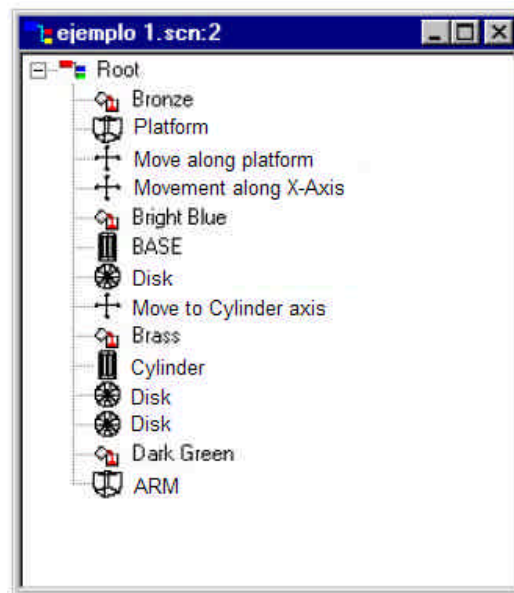 ejemplo 1.scn:2
Root
Bronze
Platform
Move along platform
Movement along X-Axis
Bright Blue
BASE
Disk
Move to Cylinder axis
Brass
Cylinder
Disk
Disk
Dark Green
ARM